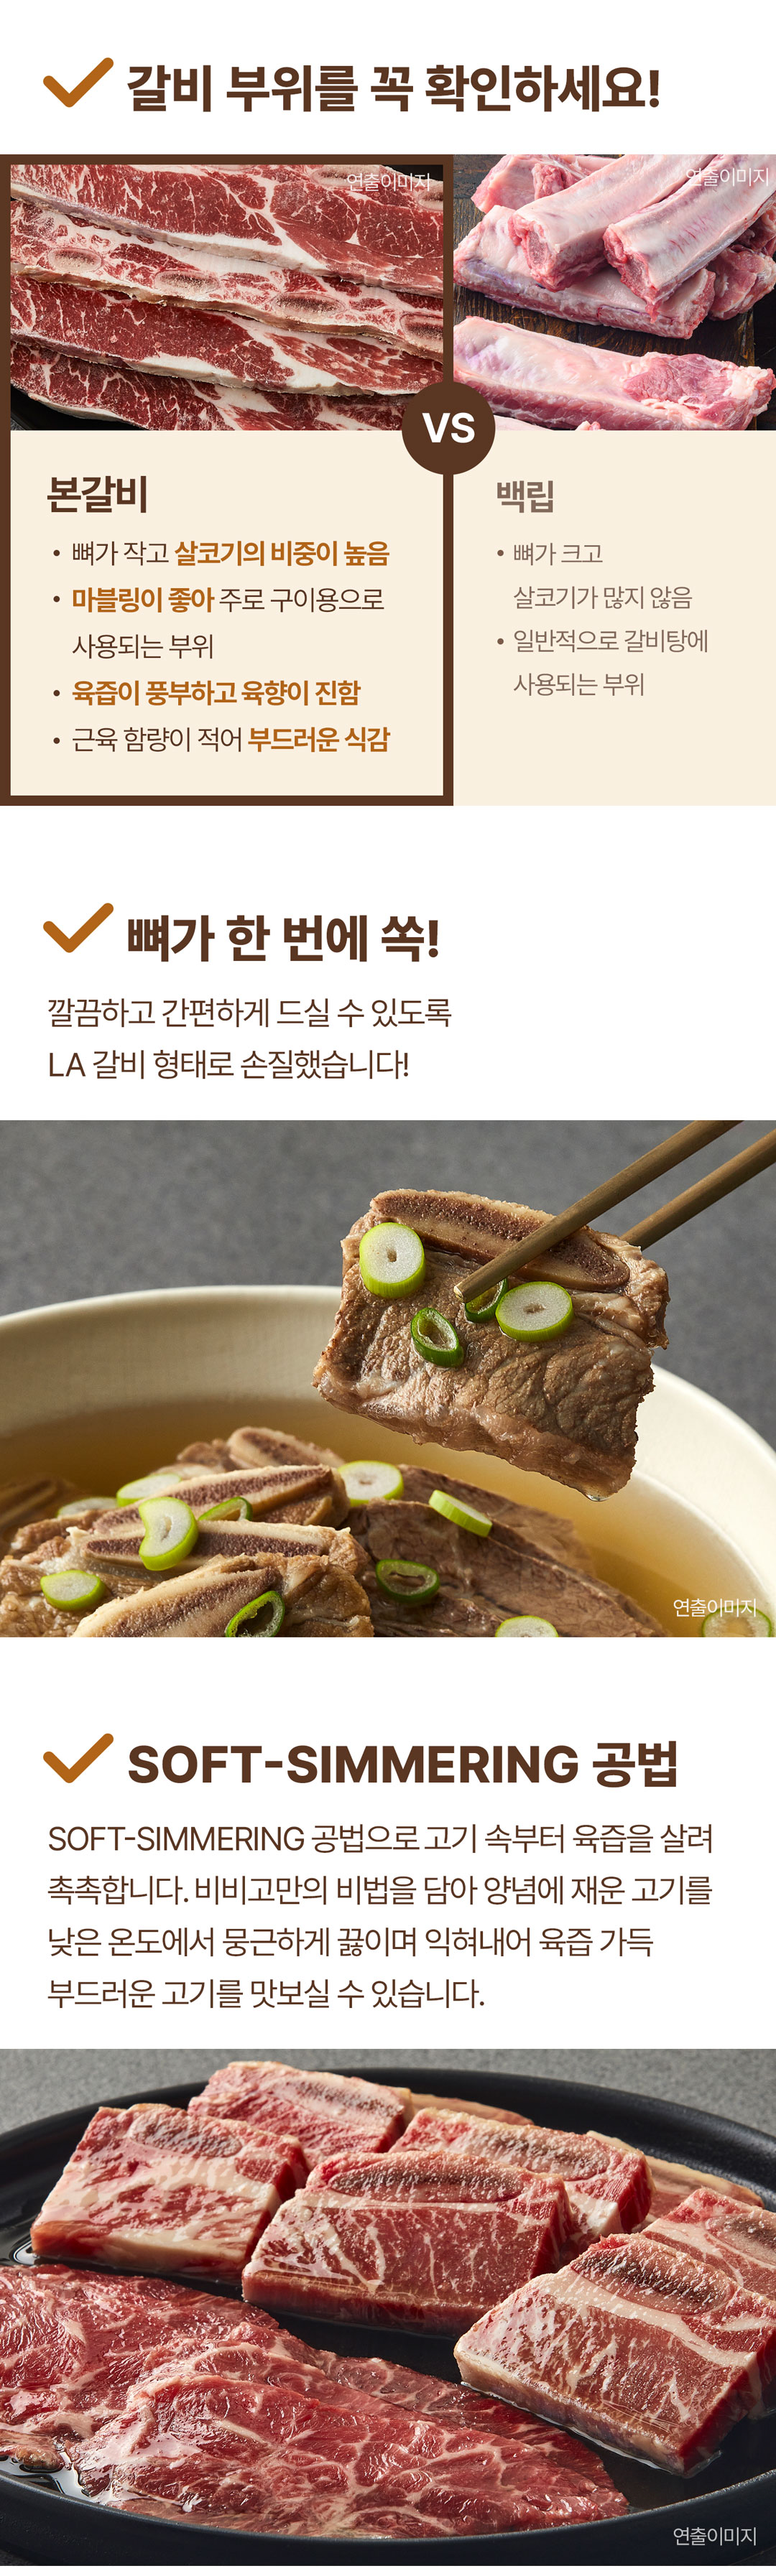 갈비 부위를 꼭 확인하세요!
연출이미지
연출이미지
VS
본갈비
• 뼈가 작고 살코기의 비중이 높음
• 마블링이 좋아 주로 구이용으로
사용되는 부위
• 육즙이 풍부하고 육향이 진함
• 근육 함량이 적어 부드러운 식감
백립
• 뼈가 크고
살코기가 많지 않음
• 일반적으로 갈비탕에
사용되는 부위
뼈가 한 번에 쏙!
깔끔하고 간편하게 드실 수 있도록
LA 갈비 형태로 손질했습니다!
연출이미지
SOFT-SIMMERING 공법
SOFT-SIMMERING 공법으로 고기 속부터 육즙을 살려
촉촉합니다. 비비고만의 비법을 담아 양념에 재운 고기를
낮은 온도에서 뭉근하게 끓이며 익혀내어 육즙 가득
부드러운 고기를 맛보실 수 있습니다.
연출이미지